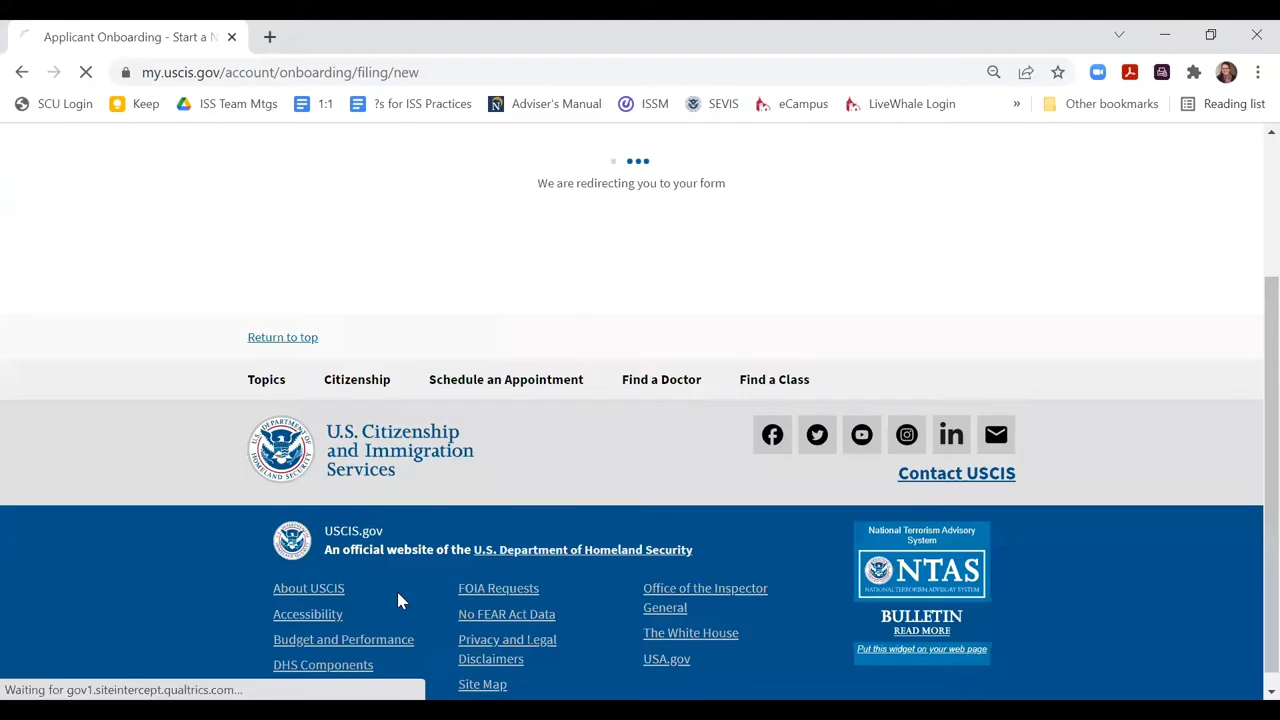 Applicant Onboarding - Start a N
my.uscis.gov/account/onboarding/filing/new
SCU Login Keep ISS Team Mtgs 1:1 ?s for ISS Practices Adviser's Manual ISSM SEVIS eCampus LiveWhale Login » Other bookmarks Reading list
We are redirecting you to your form
Return to top
Topics Citizenship Schedule an Appointment Find a Doctor Find a Class
U.S. Citizenship
and Immigration
Services
Contact USCIS
USCIS.gov
An official website of the U.S. Department of Homeland Security
About USCIS
Accessibility
Budget and Performance
DHS Components
FOIA Requests
No FEAR Act Data
Privacy and Legal
Disclaimers
Site Map
Office of the Inspector
General
The White House
USA.gov
National Terrorism Advisory
System
NTAS
NATIONAL TERRORISM ADVISORY SYSTEM
BULLETIN
READ MORE
Put this widget on your web page
Waiting for gov1.siteintercept.qualtrics.com...